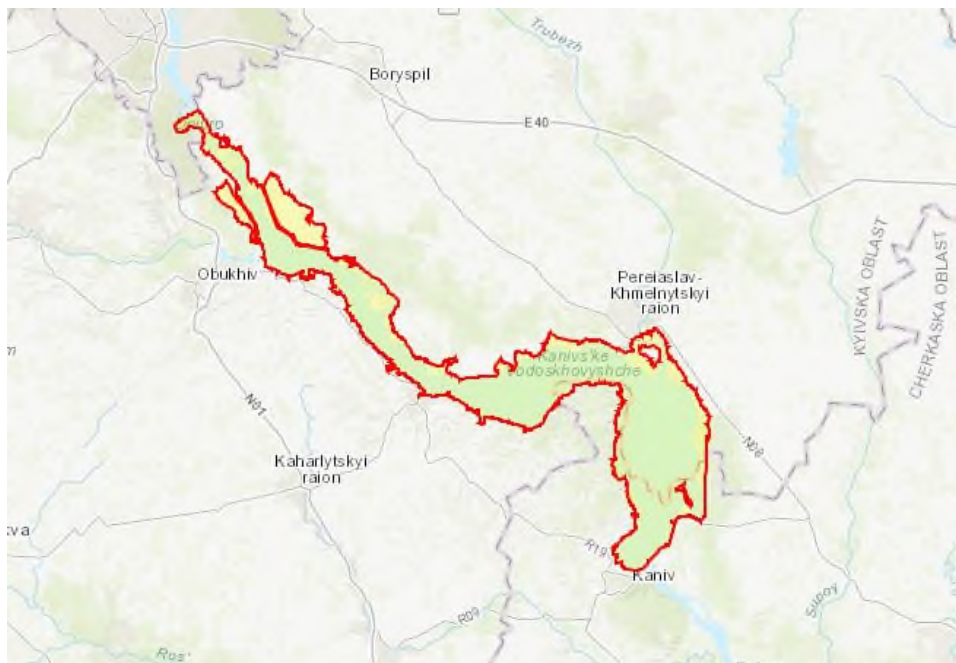 Trubezh
Boryspil
E40
Obukhiv
Pereiaslav-
Khmelnytskyi
raion
KYIVSKA OBLAST
CHERKASKA OBLAST
Kanivs'ke
vodoskhovyshche
N01
N08
Kaharlytskyi
raion
R19
Kaniv
R09
Supoy
Ros'